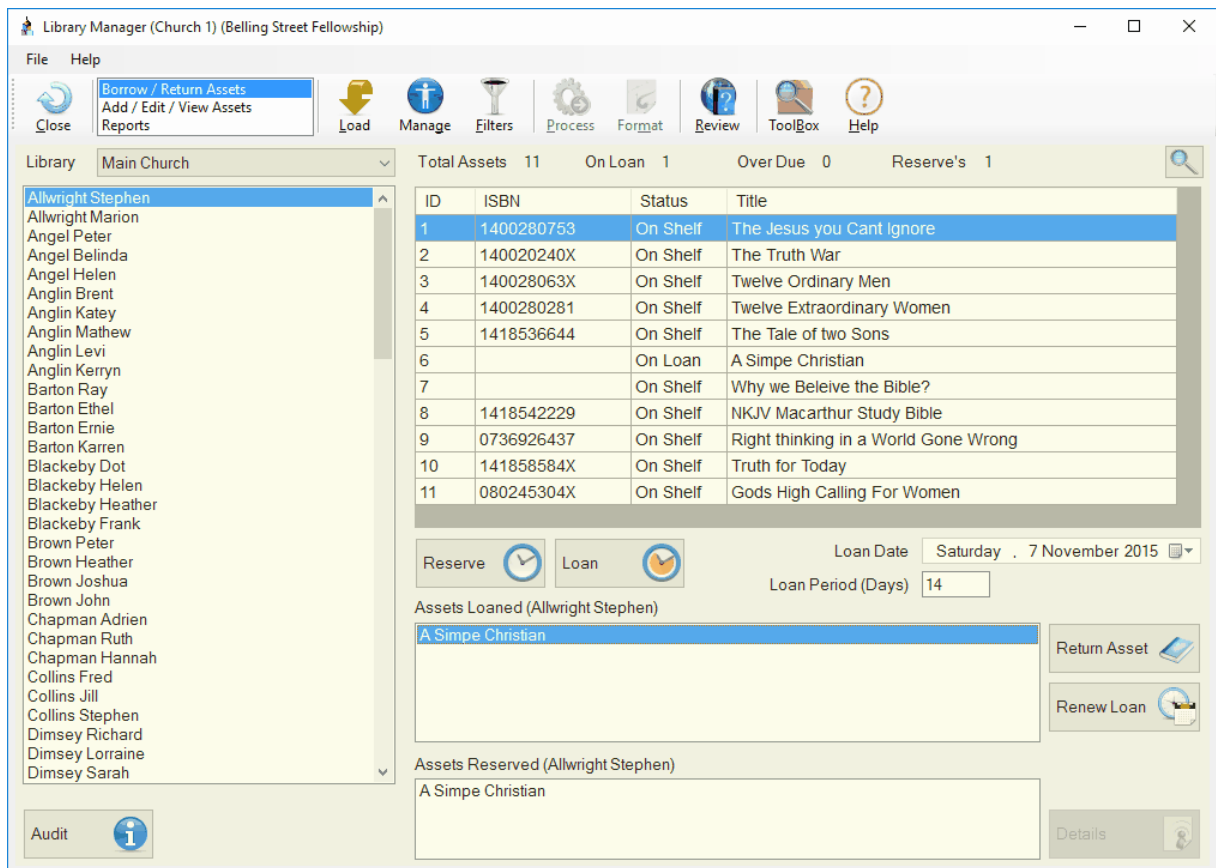 Library Manager (Church 1) (Belling Street Fellowship)
File Help
Close
Borrow / Return Assets
Add / Edit / View Assets
Reports
Load Manage Filters Process Format Review ToolBox Help
Library Main Church
Total Assets 11 On Loan 1 Over Due 0 Reserve's 1
Allwright Stephen
Allwright Marion
Angel Peter
Angel Belinda
Angel Helen
Anglin Brent
Anglin Katey
Anglin Mathew
Anglin Levi
Anglin Kerryn
Barton Ray
Barton Ethel
Barton Ernie
Barton Karren
Blackeby Dot
Blackeby Helen
Blackeby Heather
Blackeby Frank
Brown Peter
Brown Heather
Brown Joshua
Brown John
Chapman Adrien
Chapman Ruth
Chapman Hannah
Collins Fred
Collins Jill
Collins Stephen
Dimsey Richard
Dimsey Lorraine
Dimsey Sarah
Audit
ID ISBN Status Title
1 1400280753 On Shelf The Jesus you Cant Ignore
2 140020240X On Shelf The Truth War
3 140028063X On Shelf Twelve Ordinary Men
4 1400280281 On Shelf Twelve Extraordinary Women
5 1418536644 On Shelf The Tale of two Sons
6 On Loan A Simpe Christian
7 On Shelf Why we Beleive the Bible?
8 1418542229 On Shelf NKJV Macarthur Study Bible
9 0736926437 On Shelf Right thinking in a World Gone Wrong
10 141858584X On Shelf Truth for Today
11 080245304X On Shelf Gods High Calling For Women
Reserve Loan
Loan Date Saturday , 7 November 2015
Loan Period (Days) 14
Assets Loaned (Allwright Stephen)
A Simpe Christian
Return Asset
Renew Loan
Assets Reserved (Allwright Stephen)
A Simpe Christian
Details